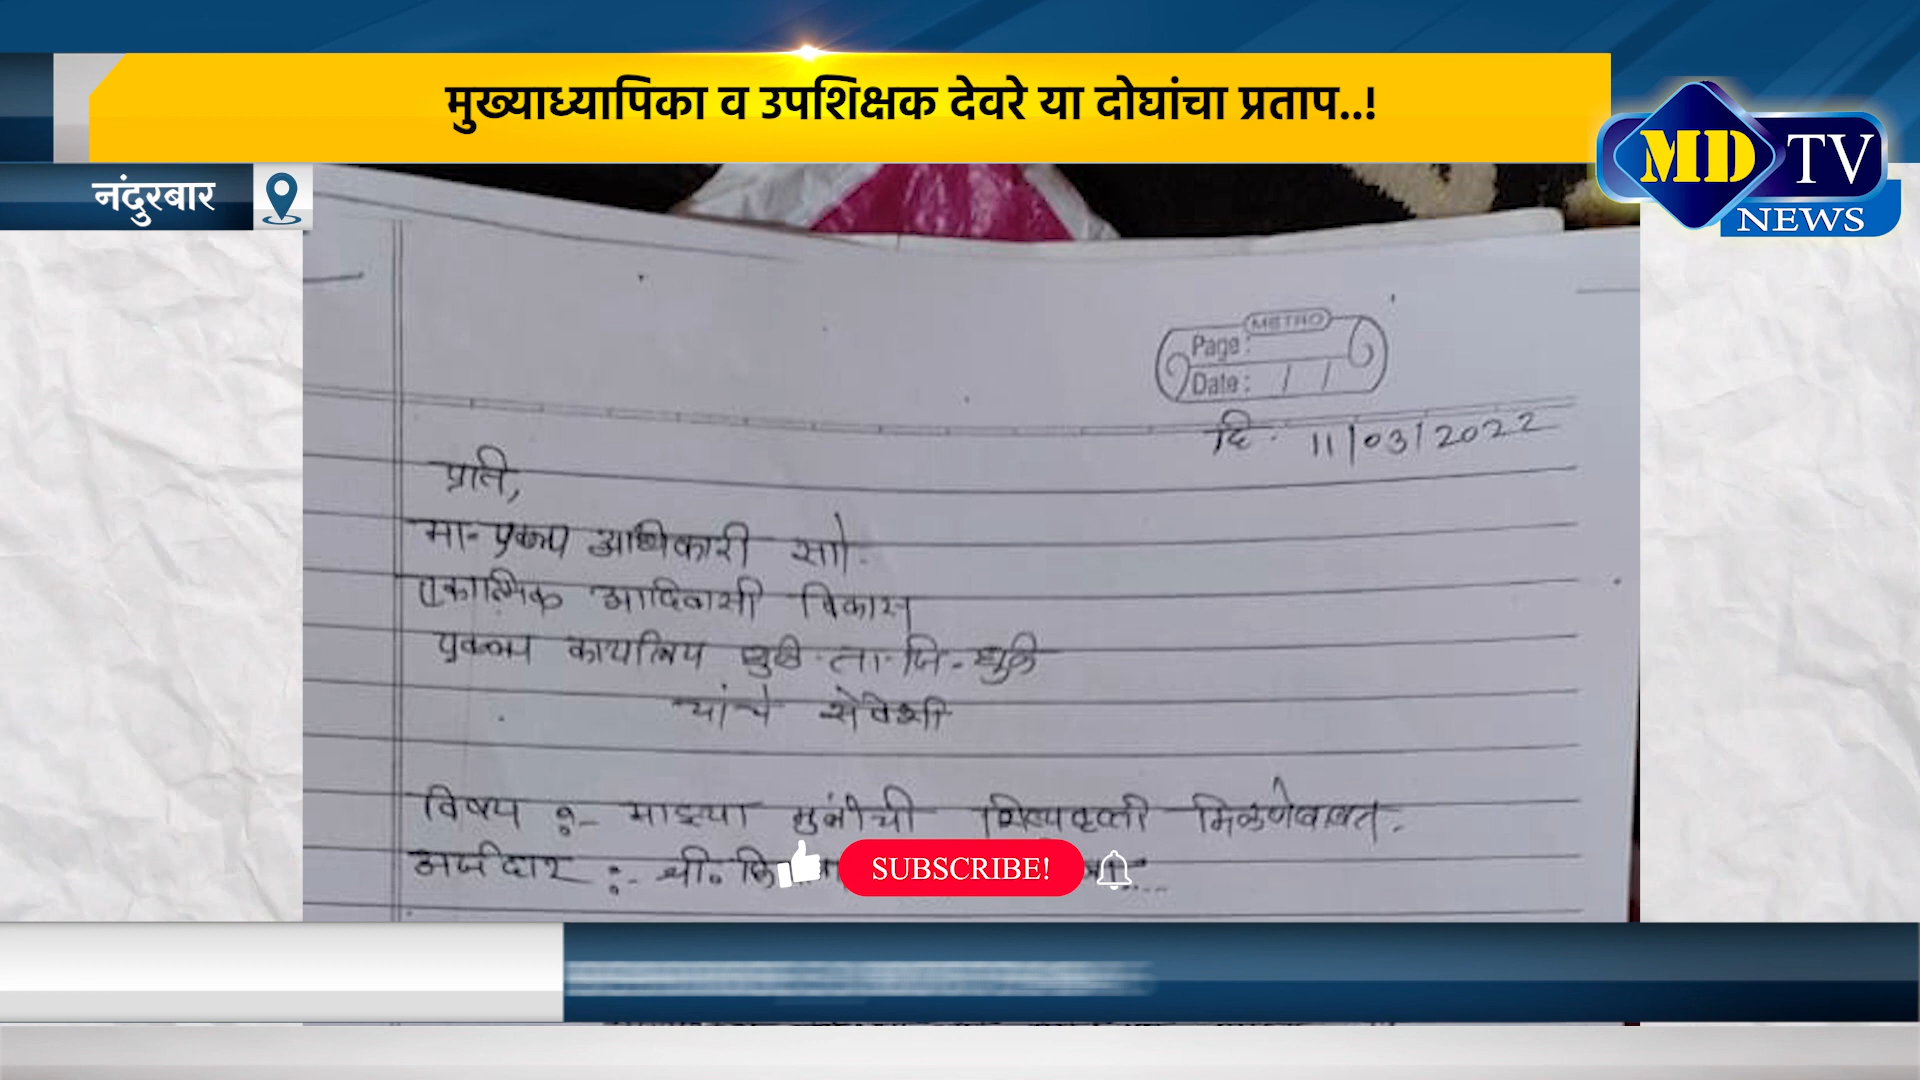 मुख्याध्यापिका व उपशिक्षक देवरे या दोघांचा प्रताप..!
MD TV
NEWS
नंदुरबार
METRO
Page :
Date : / /
दि. 11/03/2022
प्रति,
मा. प्रकल्प अधिकारी सो.
एकात्मिक आदिवासी विकास
प्रकल्प कार्यालय धुळे ता. जि. धुळे
यांचे सेवेशी
विषय :- माझ्या मुलांची शिष्यवृत्ती मिळणेबाबत.
अर्जदार :- श्री.
SUBSCRIBE!